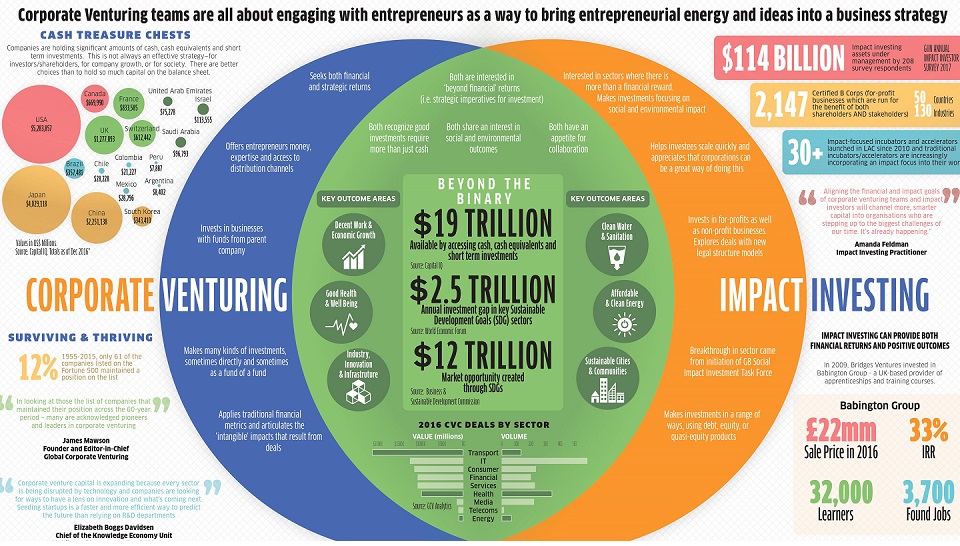 Corporate Venturing teams are all about engaging with entrepreneurs as a way to bring entrepreneurial energy and ideas into a business strategy
CASH TREASURE CHESTS
Companies are holding significant amounts of cash, cash equivalents and short
term investments. This is not always an effective strategy—for
investors/shareholders, for company growth, or for society. There are better
choices than to hold so much capital on the balance sheet.
USA
$5,203,057
Canada
$669,990
France
$833,505
United Arab Emirates
$75,270
Israel
$113,555
UK
$1,277,093
Switzerland
$612,442
Saudi Arabia
$96,793
Brazil
$357,481
Chile
$28,328
Colombia
$21,227
Peru
$7,887
Mexico
$28,796
Argentina
$8,402
Japan
$4,029,118
China
$2,251,138
South Korea
Values in US$ Millions
Source: Capital IQ, Totals as of Dec 2016"
CORPORATE VENTURING
SURVIVING & THRIVING
12%
1955-2015, only 61 of the
companies listed on the
Fortune 500 maintained a
position on the list
In looking at those the list of companies that
maintained their position across the 60-year
period – many are acknowledged pioneers
and leaders in corporate venturing
James Mawson
Founder and Editor-in-Chief
Global Corporate Venturing
Corporate venture capital is expanding because every sector
is being disrupted by technology and companies are looking
for ways to have a lens on innovation and what's coming next.
Seeding startups is a faster and more efficient way to predict
the future than relying on R&D departments
Elizabeth Boggs Davidsen
Chief of the Knowledge Economy Unit
Seeks both financial
and strategic returns
Offers entrepreneurs money,
expertise and access to
distribution channels
Invests in businesses
with funds from parent
company
Makes many kinds of investments,
sometimes directly and sometimes
as a fund of a fund
Applies traditional financial
metrics and articulates the
'intangible' impacts that result from
deals
Both are interested in
'beyond financial' returns
(i.e. strategic imperatives for investment)
Both recognize good
investments require
more than just cash
Both share an interest in
social and environmental
outcomes
Both have an
appetite for
collaboration
KEY OUTCOME AREAS
Decent Work &
Economic Growth
Good Health
& Well Being
Industry,
Innovation
& Infrastruture
BEYOND THE
BINARY
$19 TRILLION
Available by accessing cash, cash equivalents and
short term investments
Source: Capital IQ
$2.5 TRILLION
Annual investment gap in key Sustainable
Development Goals (SDG) sectors
Source: World Economic Forum
$12 TRILLION
Market opportunity created
through SDGs
Source: Business &
Sustainable Development Commission
KEY OUTCOME AREAS
Clean Water
& Sanitation
Affordable
& Clean Energy
Sustainable Cities
& Communities
2016 CVC DEALS BY SECTOR
VALUE (millions)
VOLUME
Transport
IT
Consumer
Financial
Services
Health
Media
Telecoms
Energy
Source: GCV Analytics
Interested in sectors where there is
more than a financial reward.
Makes investments focusing on
social and environmental impact
Helps investees scale quickly and
appreciates that corporations can
be a great way of doing this
Invests in for-profits as well
as non-profit businesses.
Explores deals with new
legal structure models
Breakthrough in sector came
from initiation of G8 Social
Impact Investment Task Force
Makes investments in a range of
ways, using debt, equity, or
quasi-equity products
$114 BILLION
Impact investing
assets under
management by 208
survey respondents
GIIN ANNUAL
IMPACT INVESTOR
SURVEY 2017
2,147
Certified B Corps (for-profit
businesses which are run for
the benefit of both
shareholders AND stakeholders)
50 Countries
130 Industries
30+
Impact-focused incubators and accelerators
launched in LAC since 2010 and traditional
incubators/accelerators are increasingly
incorporating an impact focus into their wor
Aligning the financial and impact goals
of corporate venturing teams and impact
investors will channel more, smarter
capital into organisations who are
stepping up to the biggest challenges of
our time. It's already happening
Amanda Feldman
Impact Investing Practitioner
IMPACT INVESTING
IMPACT INVESTING CAN PROVIDE BOTH
FINANCIAL RETURNS AND POSITIVE OUTCOMES
In 2009, Bridges Ventures invested in
Babington Group - a UK-based provider of
apprenticeships and training courses.
Babington Group
£22mm
Sale Price in 2016
33%
IRR
32,000
Learners
3,700
Found Jobs